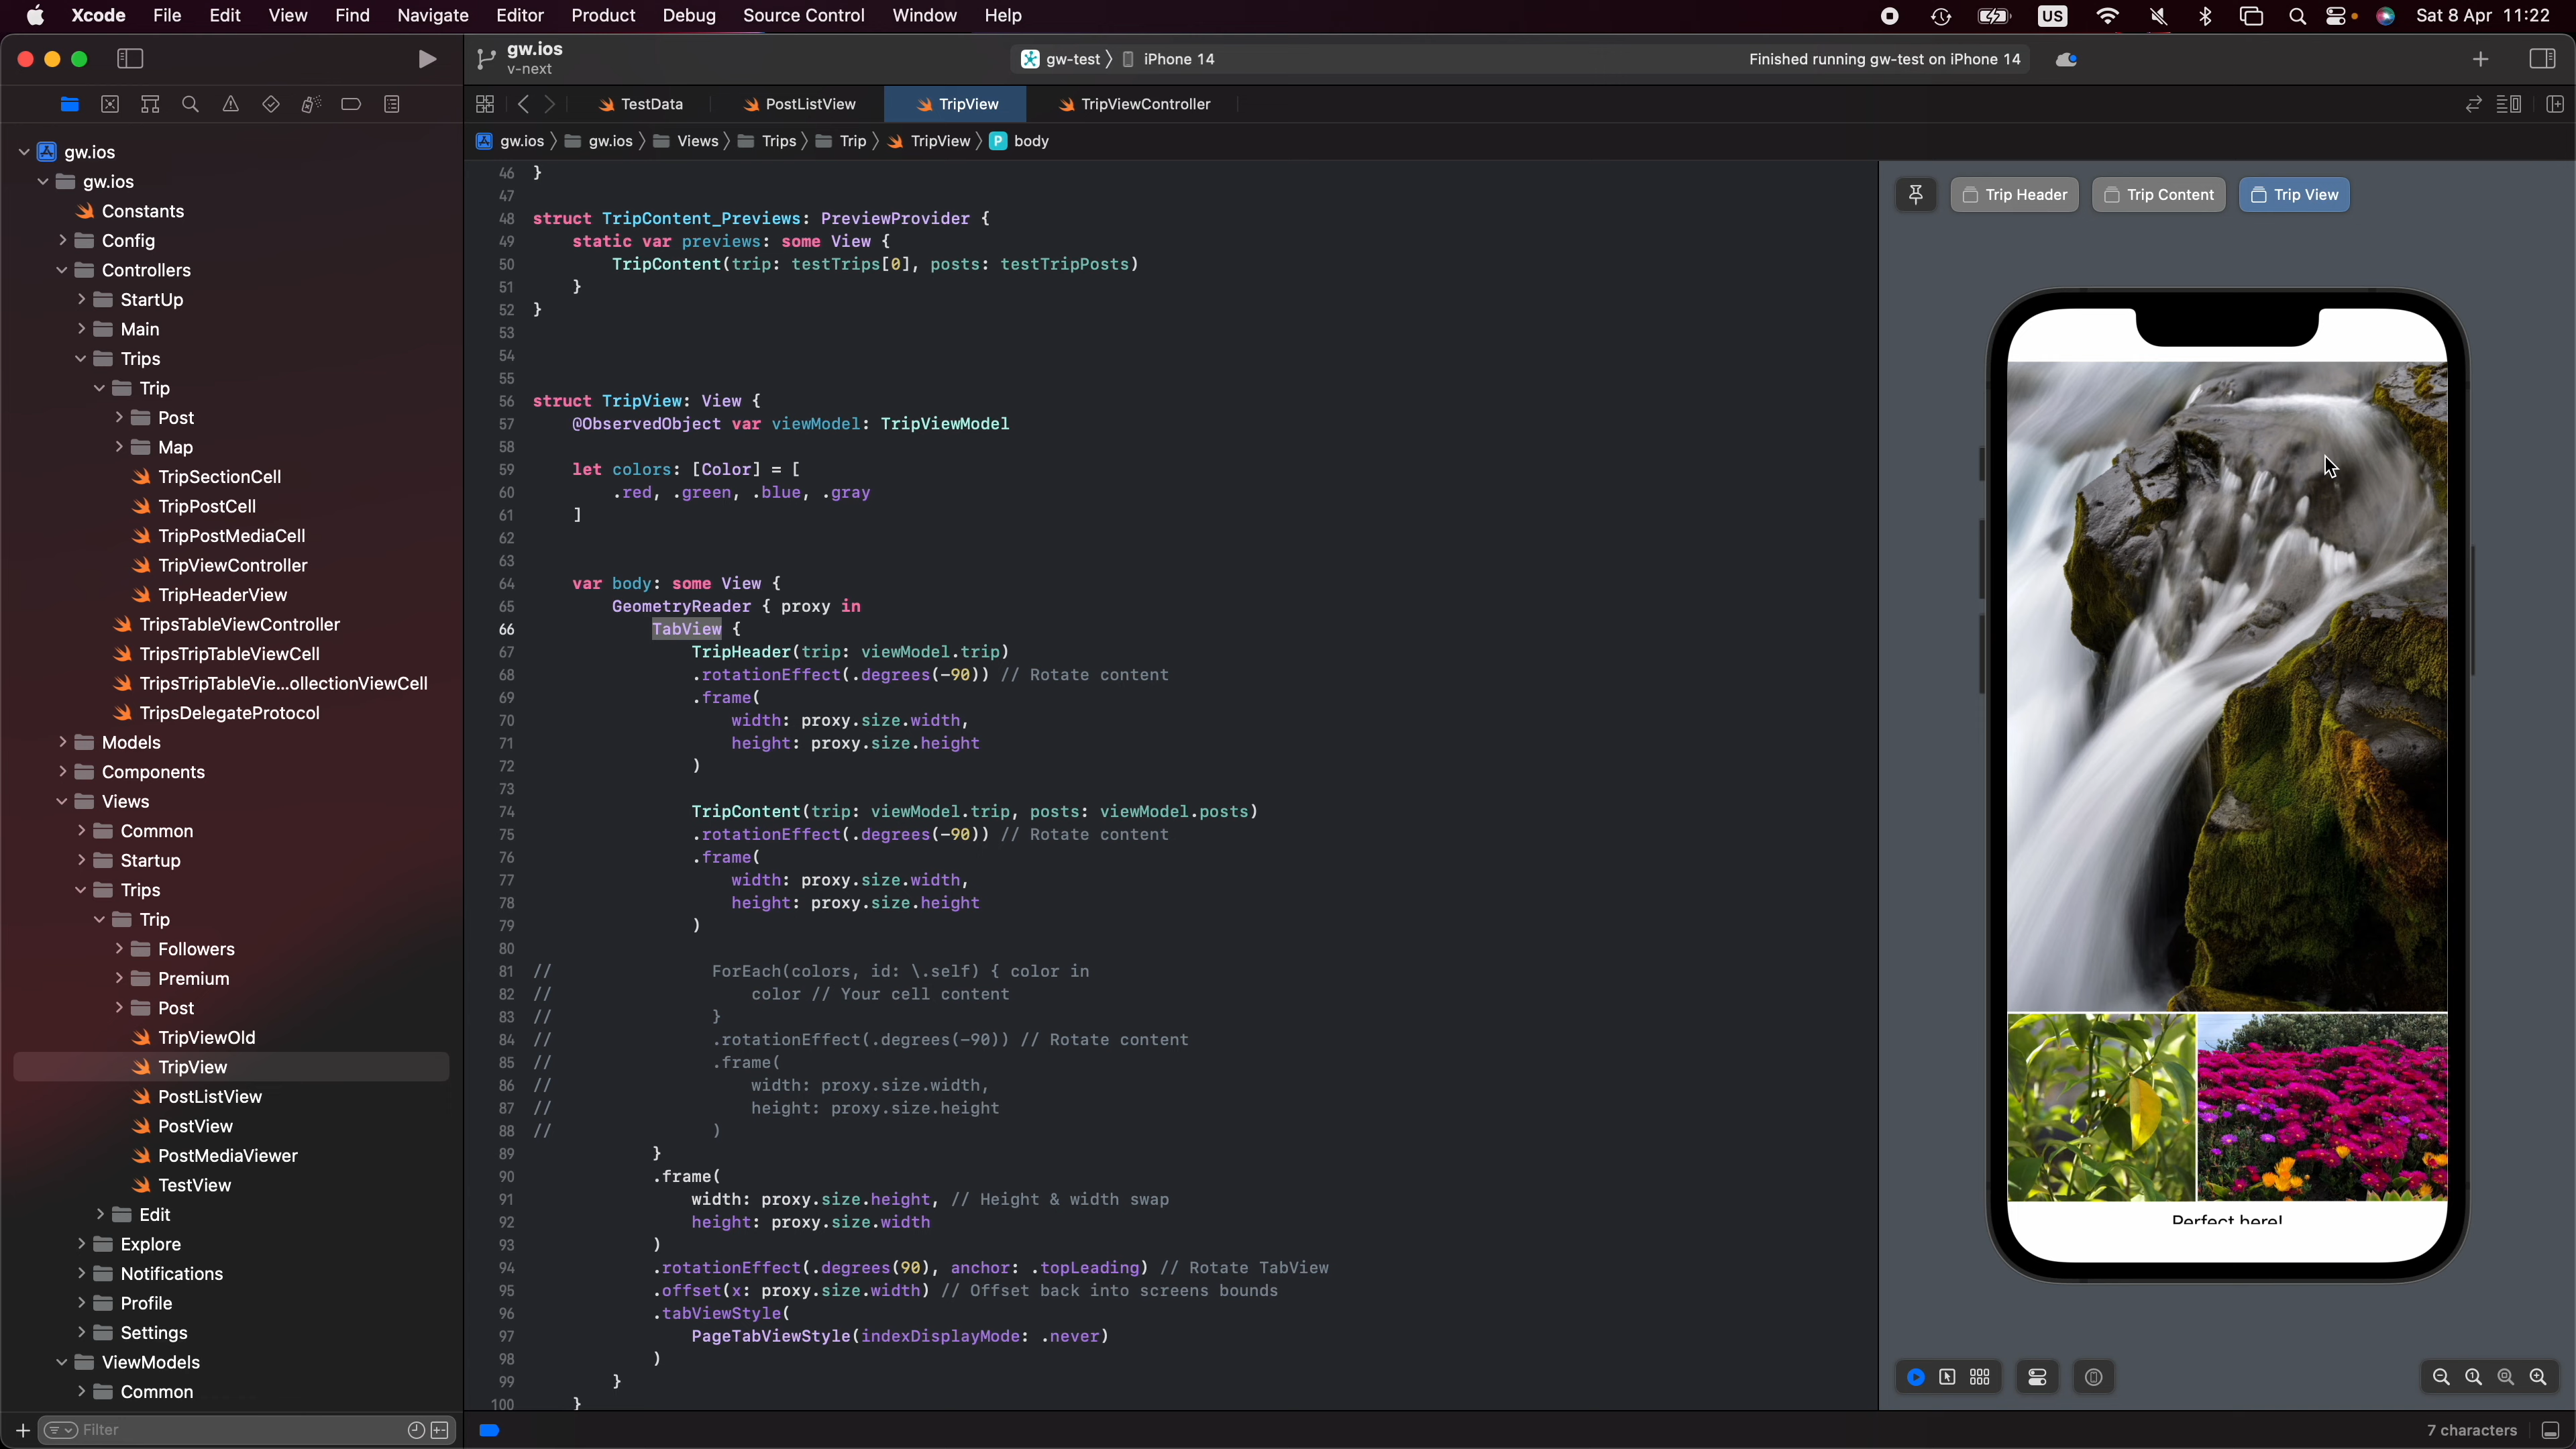 Xcode File Edit View Find Navigate Editor Product Debug Source Control Window Help US Sat 8 Apr 11:22
gw.ios
v-next
gw-test iPhone 14 Finished running gw-test on iPhone 14
TestData PostListView TripView TripViewController
gw.ios gw.ios Views Trips Trip TripView P body
gw.ios
gw.ios
Constants
Config
Controllers
StartUp
Main
Trips
Trip
Post
Map
TripSectionCell
TripPostCell
TripPostMediaCell
TripViewController
TripHeaderView
TripsTableViewController
TripsTripTableViewCell
TripsTripTableVie...ollectionViewCell
TripsDelegateProtocol
Models
Components
Views
Common
Startup
Trips
Trip
Followers
Premium
Post
TripViewOld
TripView
PostListView
PostView
PostMediaViewer
TestView
Edit
Explore
Notifications
Profile
Settings
ViewModels
Common
Filter
46 }
47
48 struct TripContent_Previews: PreviewProvider {
49 static var previews: some View {
50 TripContent(trip: testTrips[0], posts: testTripPosts)
51 }
52 }
53
54
55
56 struct TripView: View {
57 @ObservedObject var viewModel: TripViewModel
58
59 let colors: [Color] = [
60 .red, .green, .blue, .gray
61 ]
62
63
64 var body: some View {
65 GeometryReader { proxy in
66 TabView {
67 TripHeader(trip: viewModel.trip)
68 .rotationEffect(.degrees(-90)) // Rotate content
69 .frame(
70 width: proxy.size.width,
71 height: proxy.size.height
72 )
73
74 TripContent(trip: viewModel.trip, posts: viewModel.posts)
75 .rotationEffect(.degrees(-90)) // Rotate content
76 .frame(
77 width: proxy.size.width,
78 height: proxy.size.height
79 )
80
81 // ForEach(colors, id: \.self) { color in
82 // color // Your cell content
83 // }
84 // .rotationEffect(.degrees(-90)) // Rotate content
85 // .frame(
86 // width: proxy.size.width,
87 // height: proxy.size.height
88 // )
89 }
90 .frame(
91 width: proxy.size.height, // Height & width swap
92 height: proxy.size.width
93 )
94 .rotationEffect(.degrees(90), anchor: .topLeading) // Rotate TabView
95 .offset(x: proxy.size.width) // Offset back into screens bounds
96 .tabViewStyle(
97 PageTabViewStyle(indexDisplayMode: .never)
98 )
99 }
100 }
Trip Header Trip Content Trip View
Perfect here!
7 characters